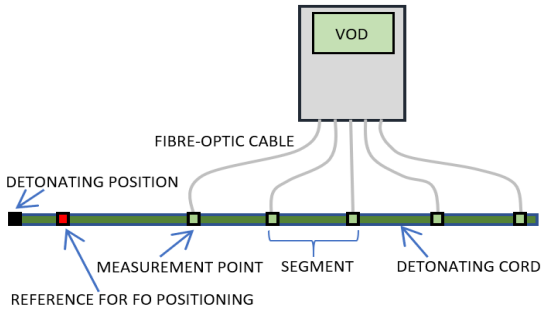 VOD
FIBRE-OPTIC CABLE
DETONATING POSITION
MEASUREMENT POINT
SEGMENT
DETONATING CORD
REFERENCE FOR FO POSITIONING